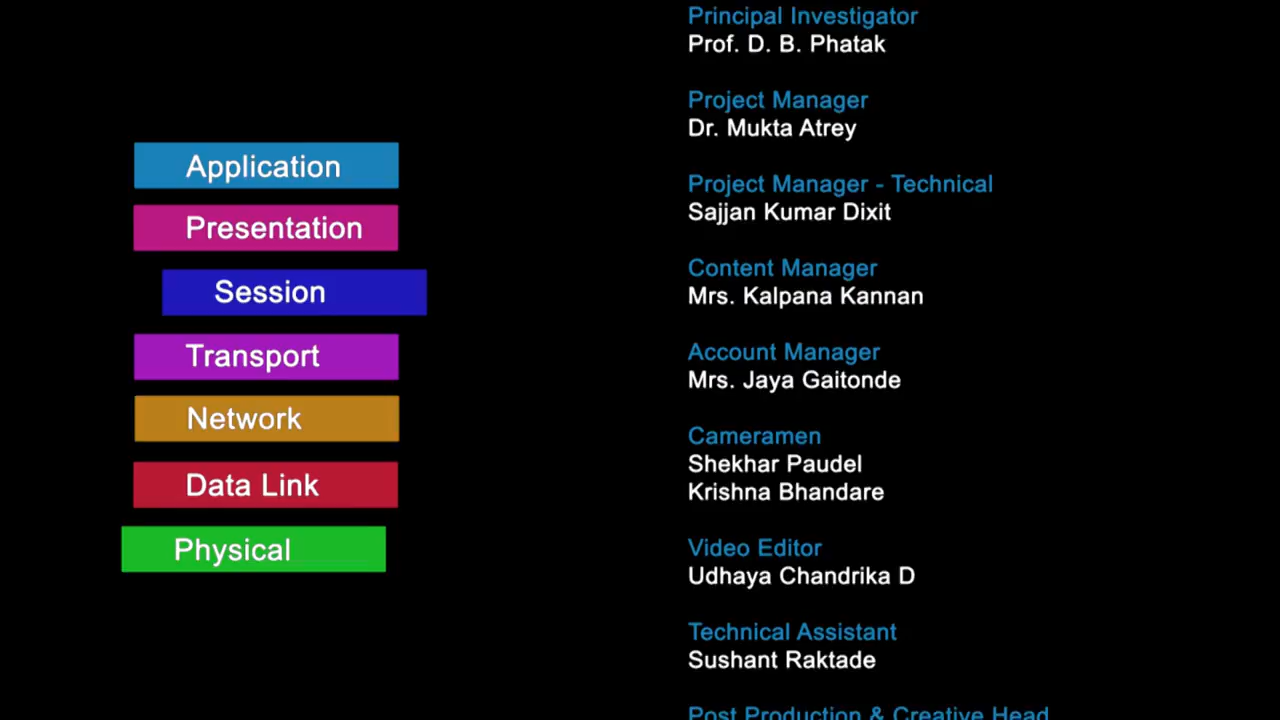 Application
Presentation
Session
Transport
Network
Data Link
Physical
Principal Investigator
Prof. D. B. Phatak
Project Manager
Dr. Mukta Atrey
Project Manager - Technical
Sajjan Kumar Dixit
Content Manager
Mrs. Kalpana Kannan
Account Manager
Mrs. Jaya Gaitonde
Cameramen
Shekhar Paudel
Krishna Bhandare
Video Editor
Udhaya Chandrika D
Technical Assistant
Sushant Raktade
Post Production & Creative Head